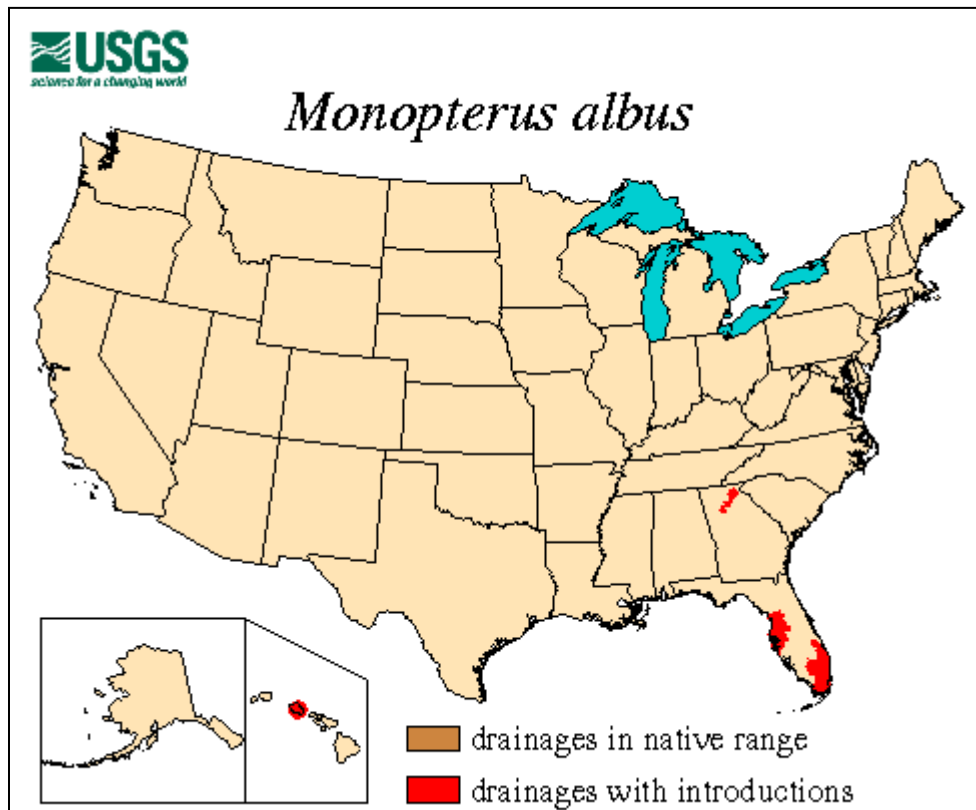 USGS
science for a changing world
Monopterus albus
drainages in native range
drainages with introductions